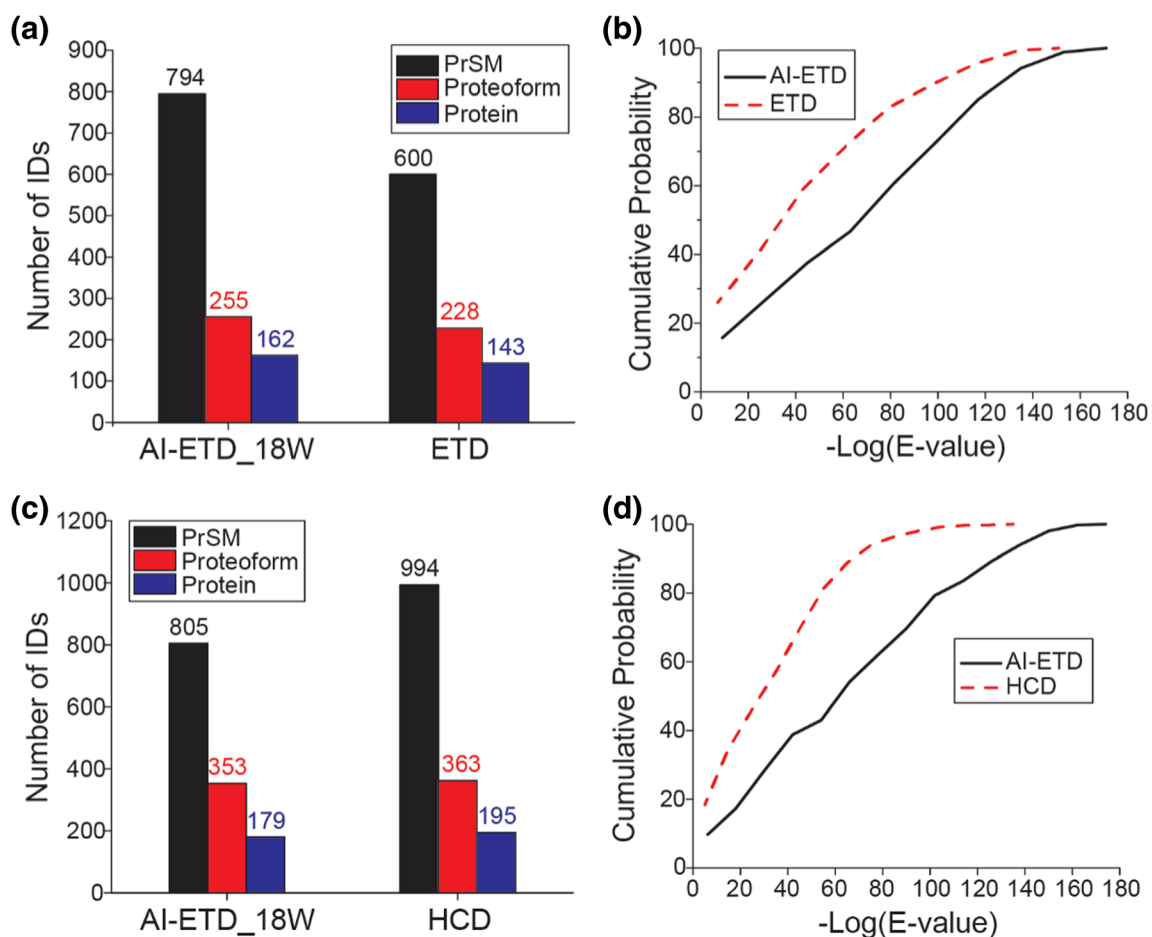 (a)
900
800
700
600
500
400
300
200
100
0
Number of IDs
PrSM
Proteoform
Protein
794
255
162
600
228
143
AI-ETD_18W
ETD
(b)
100
80
60
40
20
0
Cumulative Probability
AI-ETD
ETD
0 20 40 60 80 100 120 140 160 180
-Log(E-value)
(c)
1200
1000
800
600
400
200
0
Number of IDs
PrSM
Proteoform
Protein
805
353
179
994
363
195
AI-ETD_18W
HCD
(d)
100
80
60
40
20
0
Cumulative Probability
AI-ETD
HCD
0 20 40 60 80 100 120 140 160 180
-Log(E-value)